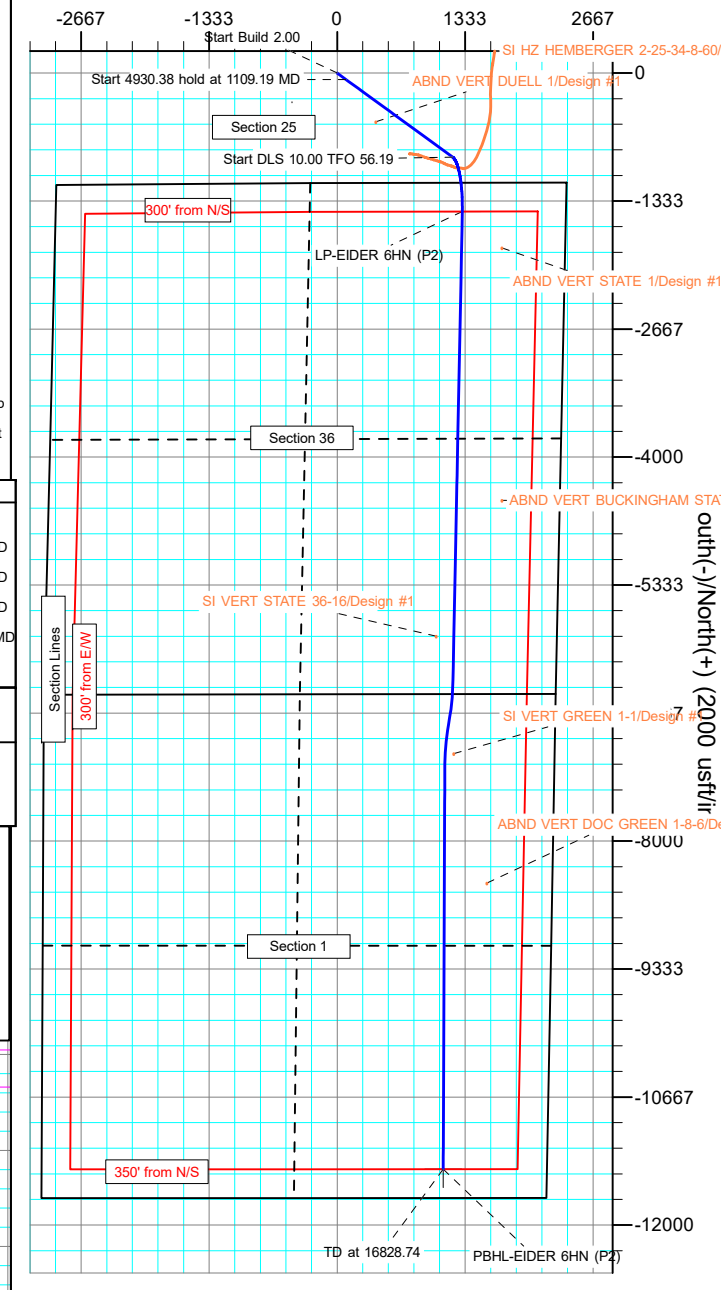 -2667 -1333 0 1333 2667
Start Build 2.00
SI HZ HEMBERGER 2-25-34-8-60/
0
Start 4930.38 hold at 1109.19 MD
ABND VERT DUELL 1/Design #1
Section 25
Start DLS 10.00 TFO 56.19
-1333
300' from N/S
LP-EIDER 6HN (P2)
ABND VERT STATE 1/Design #1
-2667
Section 36
-4000
ABND VERT BUCKINGHAM STA
outh(-)/North(+) (2000 usft/in
-5333
SI VERT STATE 36-16/Design #1
Section Lines
300' from E/W
SI VERT GREEN 1-1/Design #1
7
ABND VERT DOC GREEN 1-8-6/De
-8000
Section 1
-9333
-10667
350' from N/S
-12000
TD at 16828.74
PBHL-EIDER 6HN (P2)
D
D
D
MD